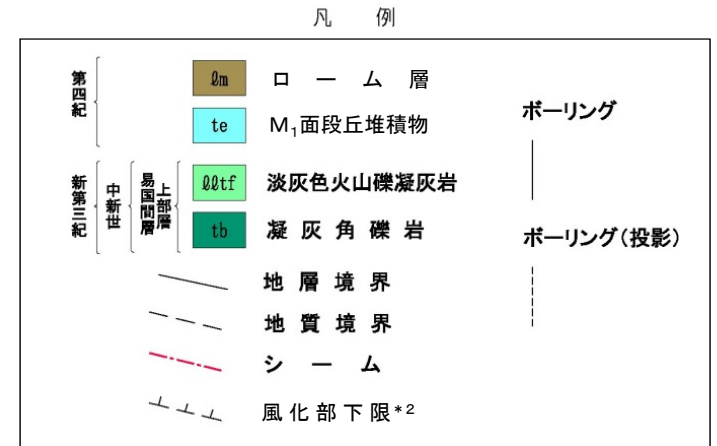 凡 例
第四紀
ℓm ローム層
te M₁面段丘堆積物
新第三紀
中新世
易国間層
上部層
ℓℓtf 淡灰色火山礫凝灰岩
tb 凝灰角礫岩
地層境界
地質境界
シーム
風化部下限*²
ボーリング
ボーリング(投影)